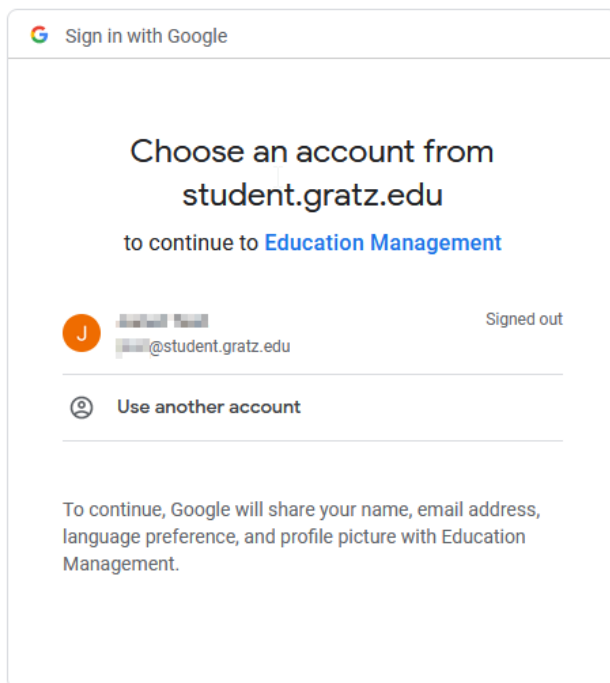 Sign in with Google
Choose an account from
student.gratz.edu
to continue to Education Management
J
Signed out
@student.gratz.edu
Use another account
To continue, Google will share your name, email address,
language preference, and profile picture with Education
Management.